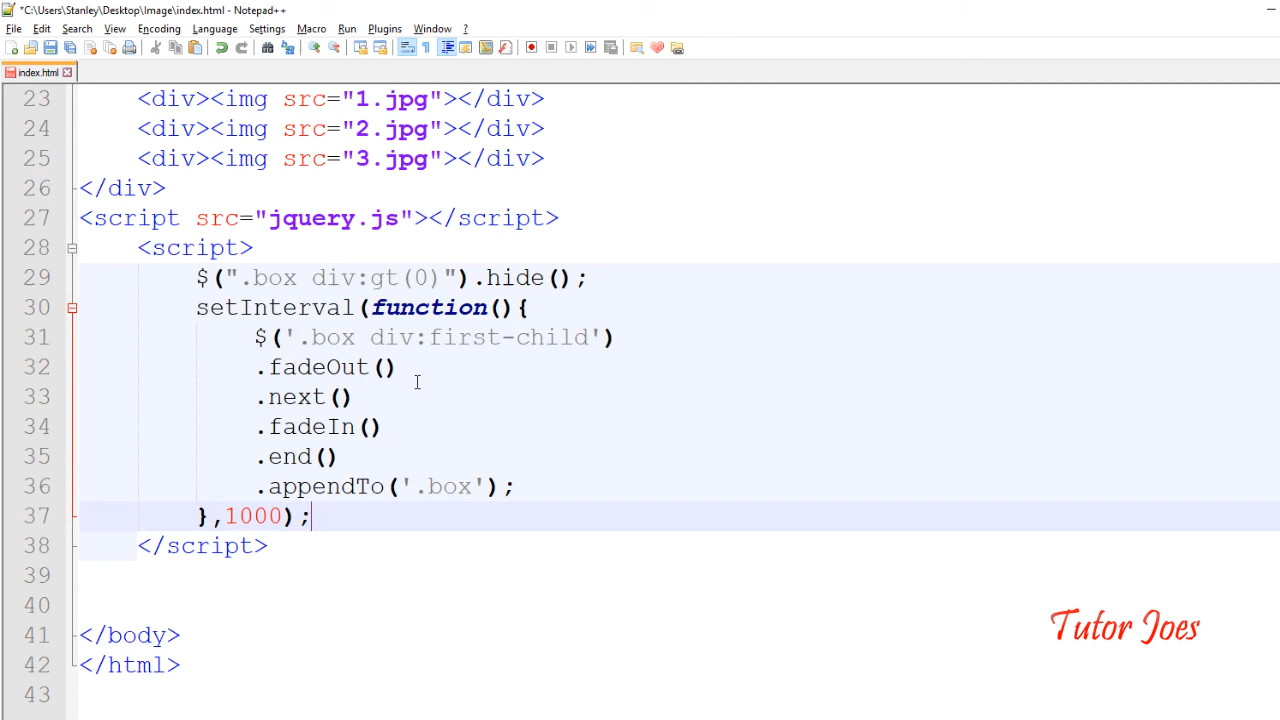 *C:\Users\Stanley\Desktop\Image\index.html - Notepad++
File Edit Search View Encoding Language Settings Macro Run Plugins Window ?
index.html
23 <div><img src="1.jpg"></div>
24 <div><img src="2.jpg"></div>
25 <div><img src="3.jpg"></div>
26 </div>
27 <script src="jquery.js"></script>
28 <script>
29 $(".box div:gt(0)").hide();
30 setInterval(function(){
31 $('.box div:first-child')
32 .fadeOut()
33 .next()
34 .fadeIn()
35 .end()
36 .appendTo('.box');
37 },1000);
38 </script>
39
40
41 </body>
42 </html>
43
Tutor Joes